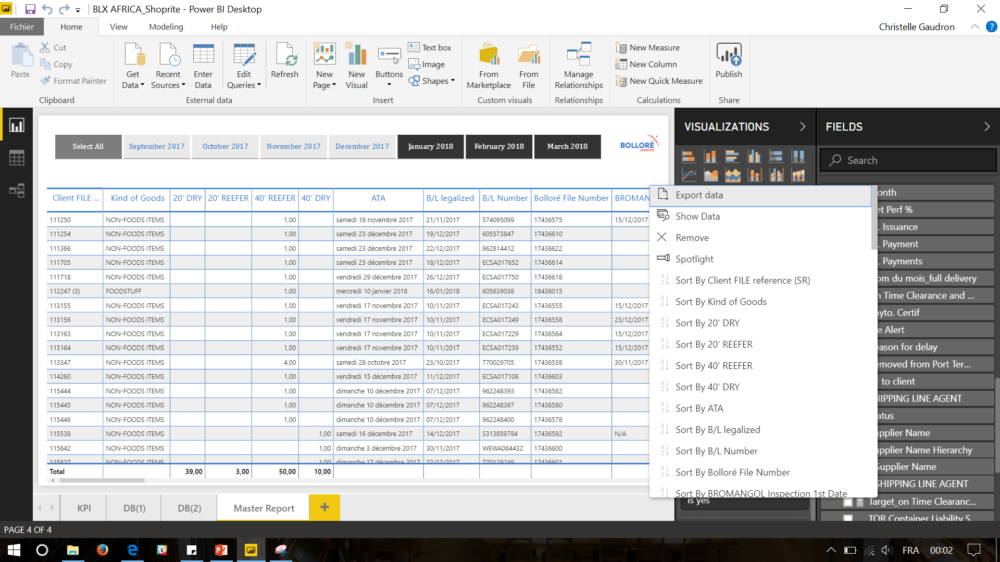 BLX AFRICA_Shoprite - Power BI Desktop
Fichier Home View Modeling Help Christelle Gaudron ?
Paste Cut Copy Format Painter
Clipboard
Get Data Recent Sources Enter Data Edit Queries Refresh
External data
New Page New Visual Buttons Text box Image Shapes
Insert
From Marketplace From File
Custom visuals
Manage Relationships
Relationships
New Measure
New Column
New Quick Measure
Calculations
Publish
Share
Select All September 2017 October 2017 November 2017 December 2017 January 2018 February 2018 March 2018
BOLLORÉ
LOGISTICS
Client FILE ... Kind of Goods 20' DRY 20' REEFER 40' REEFER 40' DRY ATA B/L legalized B/L Number Bolloré File Number BROMAN
111250 NON-FOODS ITEMS 1,00 samedi 18 novembre 2017 21/11/2017 574095099 17436575 15/12/2017
111254 NON-FOODS ITEMS 1,00 samedi 23 décembre 2017 19/12/2017 605573847 17436610
111366 NON-FOODS ITEMS 1,00 samedi 23 décembre 2017 22/12/2017 962814412 17436622
111705 NON-FOODS ITEMS 1,00 samedi 23 décembre 2017 18/12/2017 ECSA017652 17436614
111718 NON-FOODS ITEMS 1,00 vendredi 29 décembre 2017 26/12/2017 ECSA017750 17436618
112247 (3) FOODSTUFF 1,00 mercredi 10 janvier 2018 16/01/2018 605639038 18436015
113155 NON-FOODS ITEMS 1,00 vendredi 17 novembre 2017 10/11/2017 ECSA017243 17436555 15/12/2017
113156 NON-FOODS ITEMS 1,00 vendredi 17 novembre 2017 10/11/2017 ECSA017249 17436558 23/12/2017
113163 NON-FOODS ITEMS 1,00 vendredi 17 novembre 2017 10/11/2017 ECSA017229 17436564 15/12/2017
113164 NON-FOODS ITEMS 1,00 vendredi 17 novembre 2017 10/11/2017 ECSA017239 17436552 15/12/2017
113347 NON-FOODS ITEMS 4,00 samedi 28 octobre 2017 23/10/2017 770029705 17436538 30/11/2017
114260 NON-FOODS ITEMS 1,00 vendredi 15 décembre 2017 11/12/2017 ECSA017108 17436603
115444 NON-FOODS ITEMS 1,00 dimanche 10 décembre 2017 07/12/2017 962248393 17436582
115445 NON-FOODS ITEMS 1,00 dimanche 10 décembre 2017 07/12/2017 962248397 17436580
115446 NON-FOODS ITEMS 1,00 dimanche 10 décembre 2017 07/12/2017 962248400 17436578
115538 NON-FOODS ITEMS 1,00 samedi 16 décembre 2017 14/12/2017 S313859784 17436592 N/A
115642 NON-FOODS ITEMS 1,00 dimanche 3 décembre 2017 30/11/2017 WEWA064432 17436600
115827 NON-FOODS ITEMS 1,00 dimanche 17 décembre 2017 22/12/2017 770129249 17436601
Total 39,00 3,00 50,00 10,00
Export data
Show Data
Remove
Spotlight
Sort By Client FILE reference (SR)
Sort By Kind of Goods
Sort By 20' DRY
Sort By 20' REEFER
Sort By 40' REEFER
Sort By 40' DRY
Sort By ATA
Sort By B/L legalized
Sort By B/L Number
Sort By Bolloré File Number
Sort By BROMANGOL Inspection 1st Date
is yes
VISUALIZATIONS
FIELDS
Search
onth
et Perf %
L Issuance
L Payment
L Payments
om du mois_full delivery
n Time Clearance and ...
yto. Certif
e Alert
eason for delay
emoved from Port Ter...
f to client
HIPPING LINE AGENT
atus
upplier Name
upplier Name Hierarchy
Supplier Name
SHIPPING LINE AGENT
Target_on Time Clearanc...
TOR Container Liability S
KPI DB(1) DB(2) Master Report +
PAGE 4 OF 4
FRA 00:02